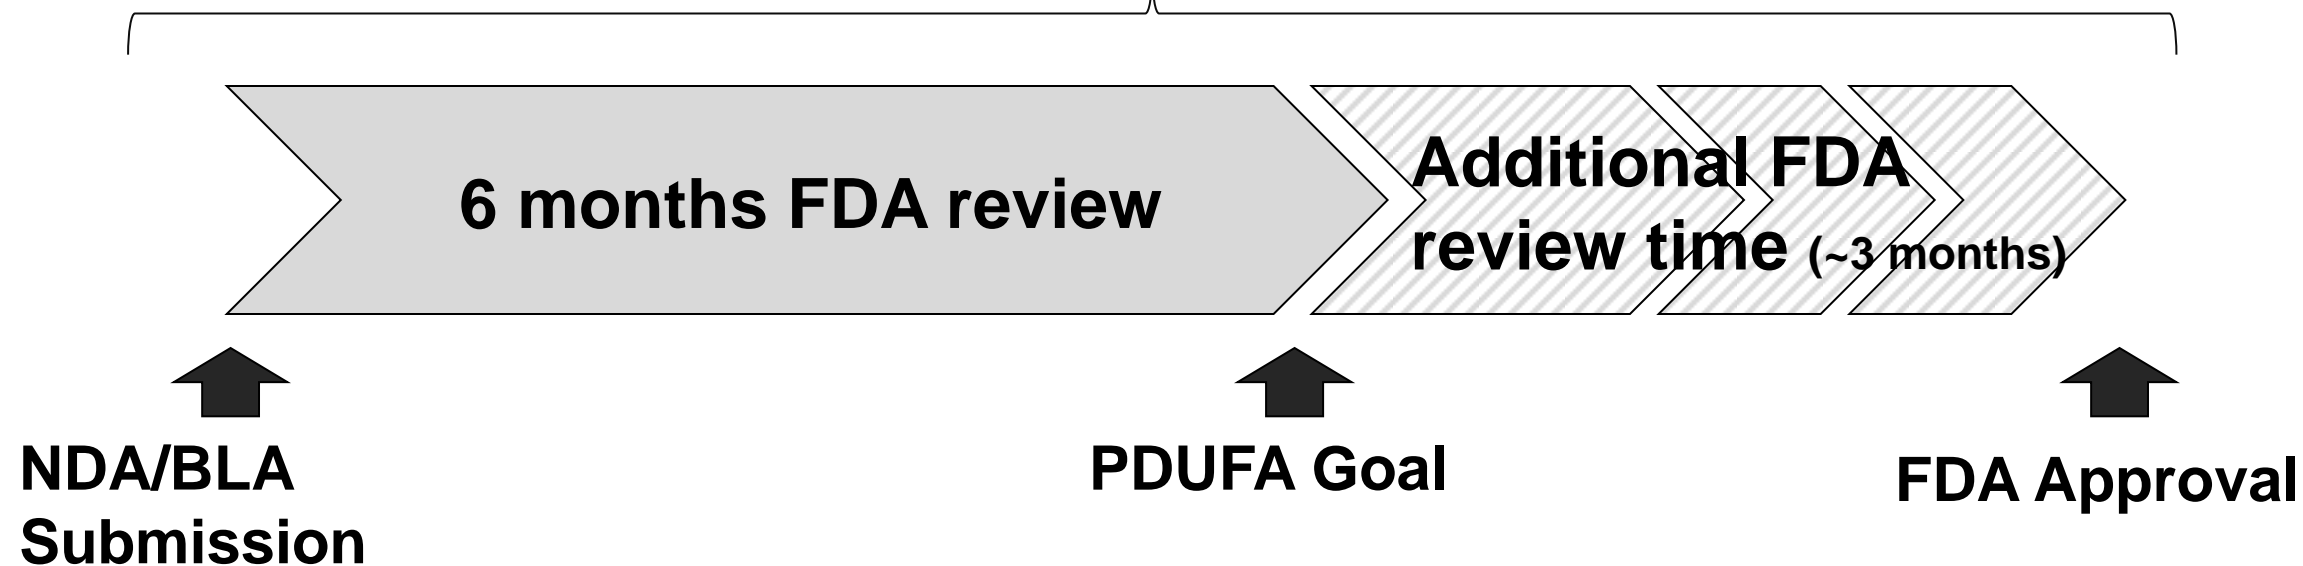 6 months FDA review
Additional FDA
review time (~3 months)
NDA/BLA
Submission
PDUFA Goal
FDA Approval